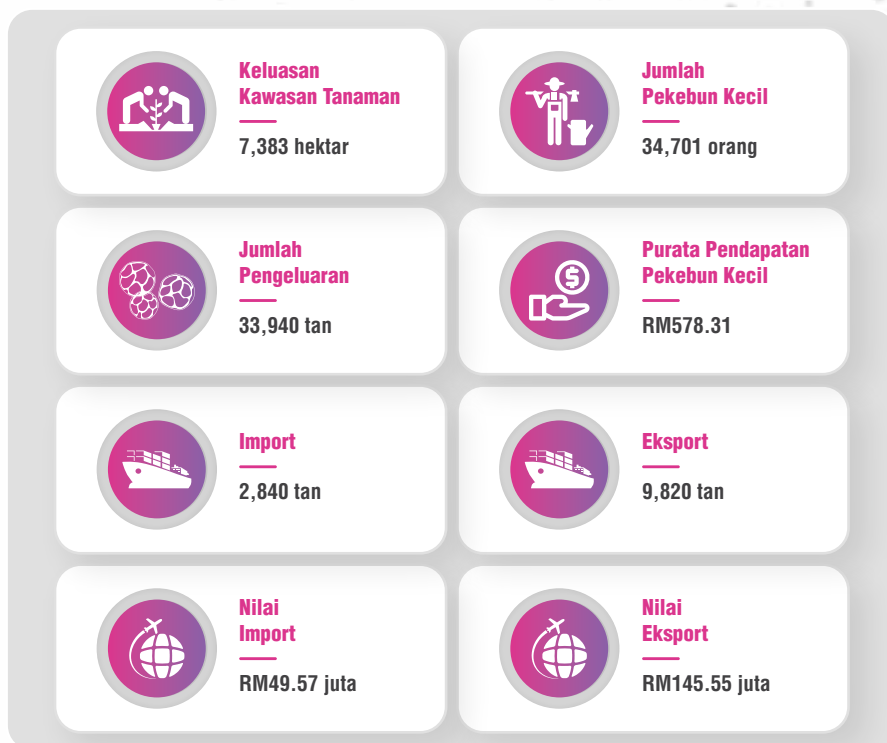 Keluasan
Kawasan Tanaman
7,383 hektar
Jumlah
Pekebun Kecil
34,701 orang
Jumlah
Pengeluaran
33,940 tan
Purata Pendapatan
Pekebun Kecil
RM578.31
Import
2,840 tan
Eksport
9,820 tan
Nilai
Import
RM49.57 juta
Nilai
Eksport
RM145.55 juta